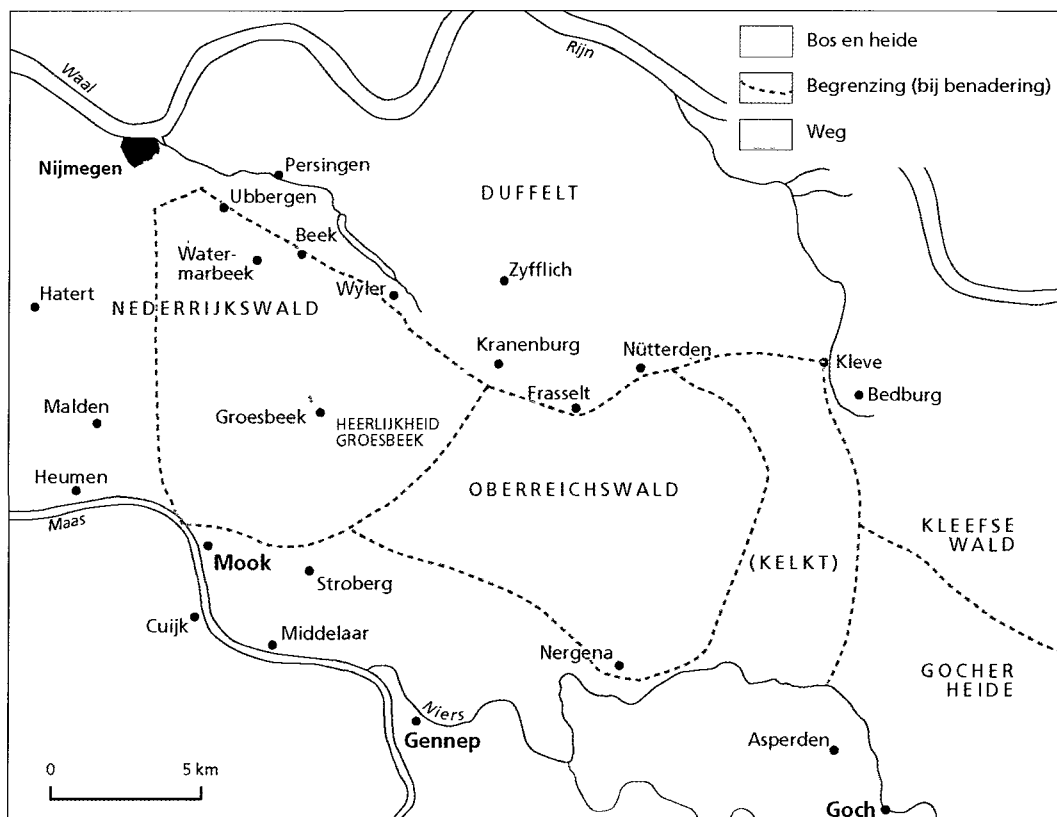 Waal
Rijn
Bos en heide
Begrenzing (bij benadering)
Weg
Nijmegen
Persingen
Ubbergen
DUFFELT
Beek
Water-
marbeek
Zyfflich
Wyler
Hatert
NEDERRIJKSWALD
Kranenburg
Nütterden
Kleve
Frasselt
Bedburg
Malden
Groesbeek
HEERLIJKHEID
GROESBEEK
Heumen
OBERREICHSWALD
Maas
KLEEFSE
WALD
Mook
(KELKT)
Stroberg
Cuijk
Middelaar
Nergena
GOCHER
HEIDE
Niers
Gennep
Asperden
0 5 km
Goch